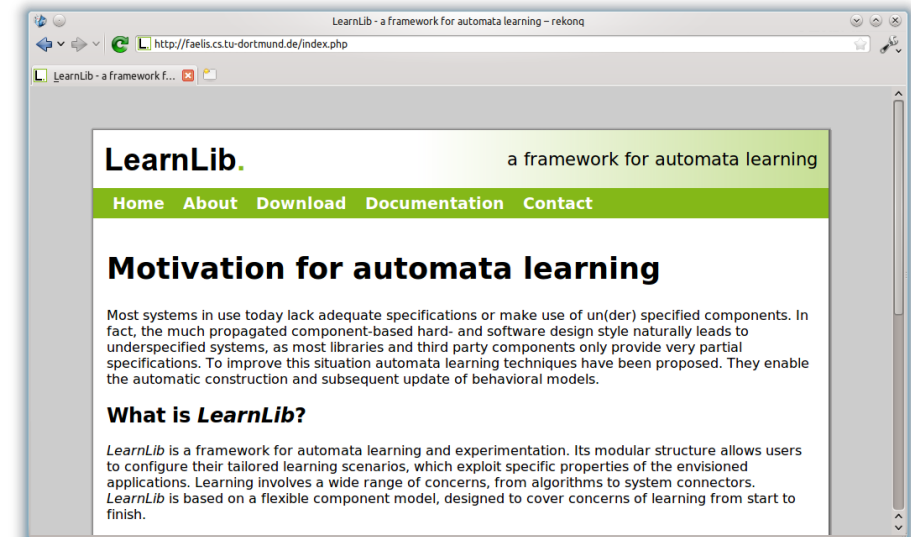 LearnLib - a framework for automata learning – rekonq
http://faelis.cs.tu-dortmund.de/index.php
LearnLib - a framework f...
LearnLib.
a framework for automata learning
Home About Download Documentation Contact
Motivation for automata learning
Most systems in use today lack adequate specifications or make use of un(der) specified components. In
fact, the much propagated component-based hard- and software design style naturally leads to
underspecified systems, as most libraries and third party components only provide very partial
specifications. To improve this situation automata learning techniques have been proposed. They enable
the automatic construction and subsequent update of behavioral models.
What is LearnLib?
LearnLib is a framework for automata learning and experimentation. Its modular structure allows users
to configure their tailored learning scenarios, which exploit specific properties of the envisioned
applications. Learning involves a wide range of concerns, from algorithms to system connectors.
LearnLib is based on a flexible component model, designed to cover concerns of learning from start to
finish.